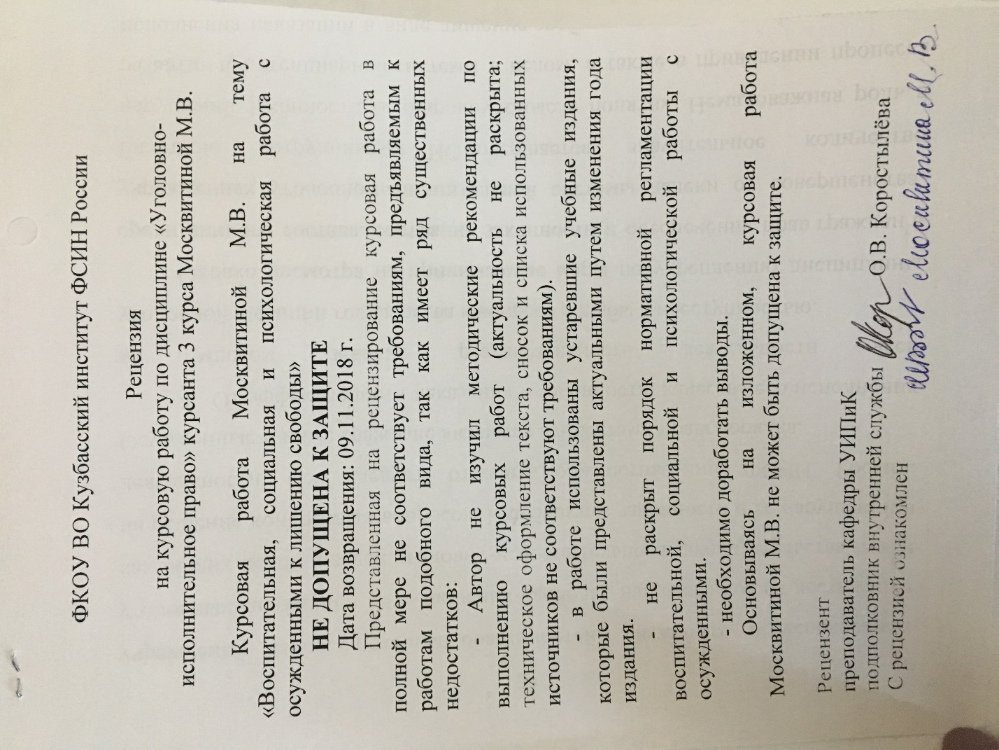 ФКОУ ВО Кузбасский институт ФСИН России
Рецензия
на курсовую работу по дисциплине «Уголовно-
исполнительное право» курсанта 3 курса Москвитиной М.В.
Курсовая работа Москвитиной М.В. на тему
«Воспитательная, социальная и психологическая работа с
осужденными к лишению свободы»
НЕ ДОПУЩЕНА К ЗАЩИТЕ
Дата возвращения: 09.11.2018 г.
Представленная на рецензирование курсовая работа в
полной мере не соответствует требованиям, предъявляемым к
работам подобного вида, так как имеет ряд существенных
недостатков:
- Автор не изучил методические рекомендации по
выполнению курсовых работ (актуальность не раскрыта;
техническое оформление текста, сносок и списка использованных
источников не соответствуют требованиям).
- в работе использованы устаревшие учебные издания,
которые были представлены актуальными путем изменения года
издания.
- не раскрыт порядок нормативной регламентации
воспитательной, социальной и психологической работы с
осужденными.
- необходимо доработать выводы.
Основываясь на изложенном, курсовая работа
Москвитиной М.В. не может быть допущена к защите.
Рецензент
преподаватель кафедры УИПиК
подполковник внутренней службы О.В. Коростылёва
С рецензией ознакомлен Москвитина М.В.